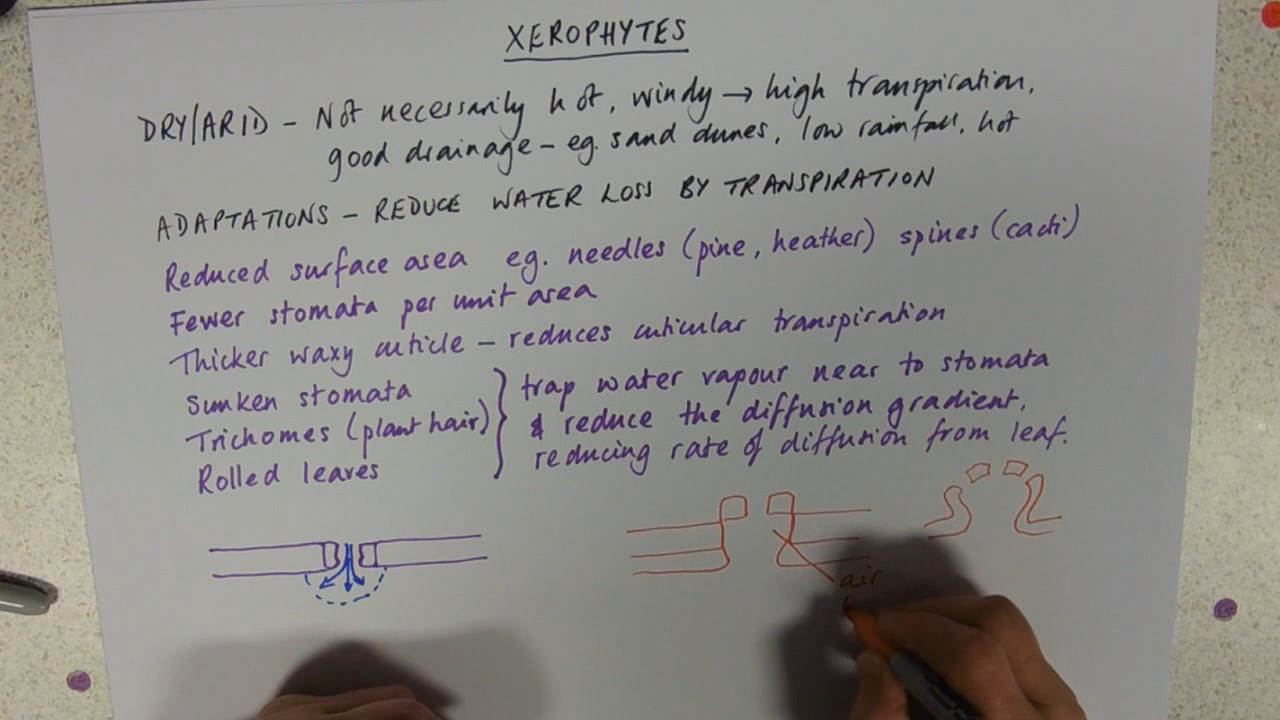 XEROPHYTES
DRY/ARID - Not necessarily hot, windy → high transpiration,
good drainage - eg. sand dunes, low rainfall, hot
ADAPTATIONS - REDUCE WATER LOSS BY TRANSPIRATION
Reduced surface area eg. needles (pine, heather) spines (cacti)
Fewer stomata per unit area
Thicker waxy cuticle - reduces cuticular transpiration
Sunken stomata
Trichomes (plant hair)
Rolled leaves
} trap water vapour near to stomata
& reduce the diffusion gradient,
reducing rate of diffusion from leaf.
air